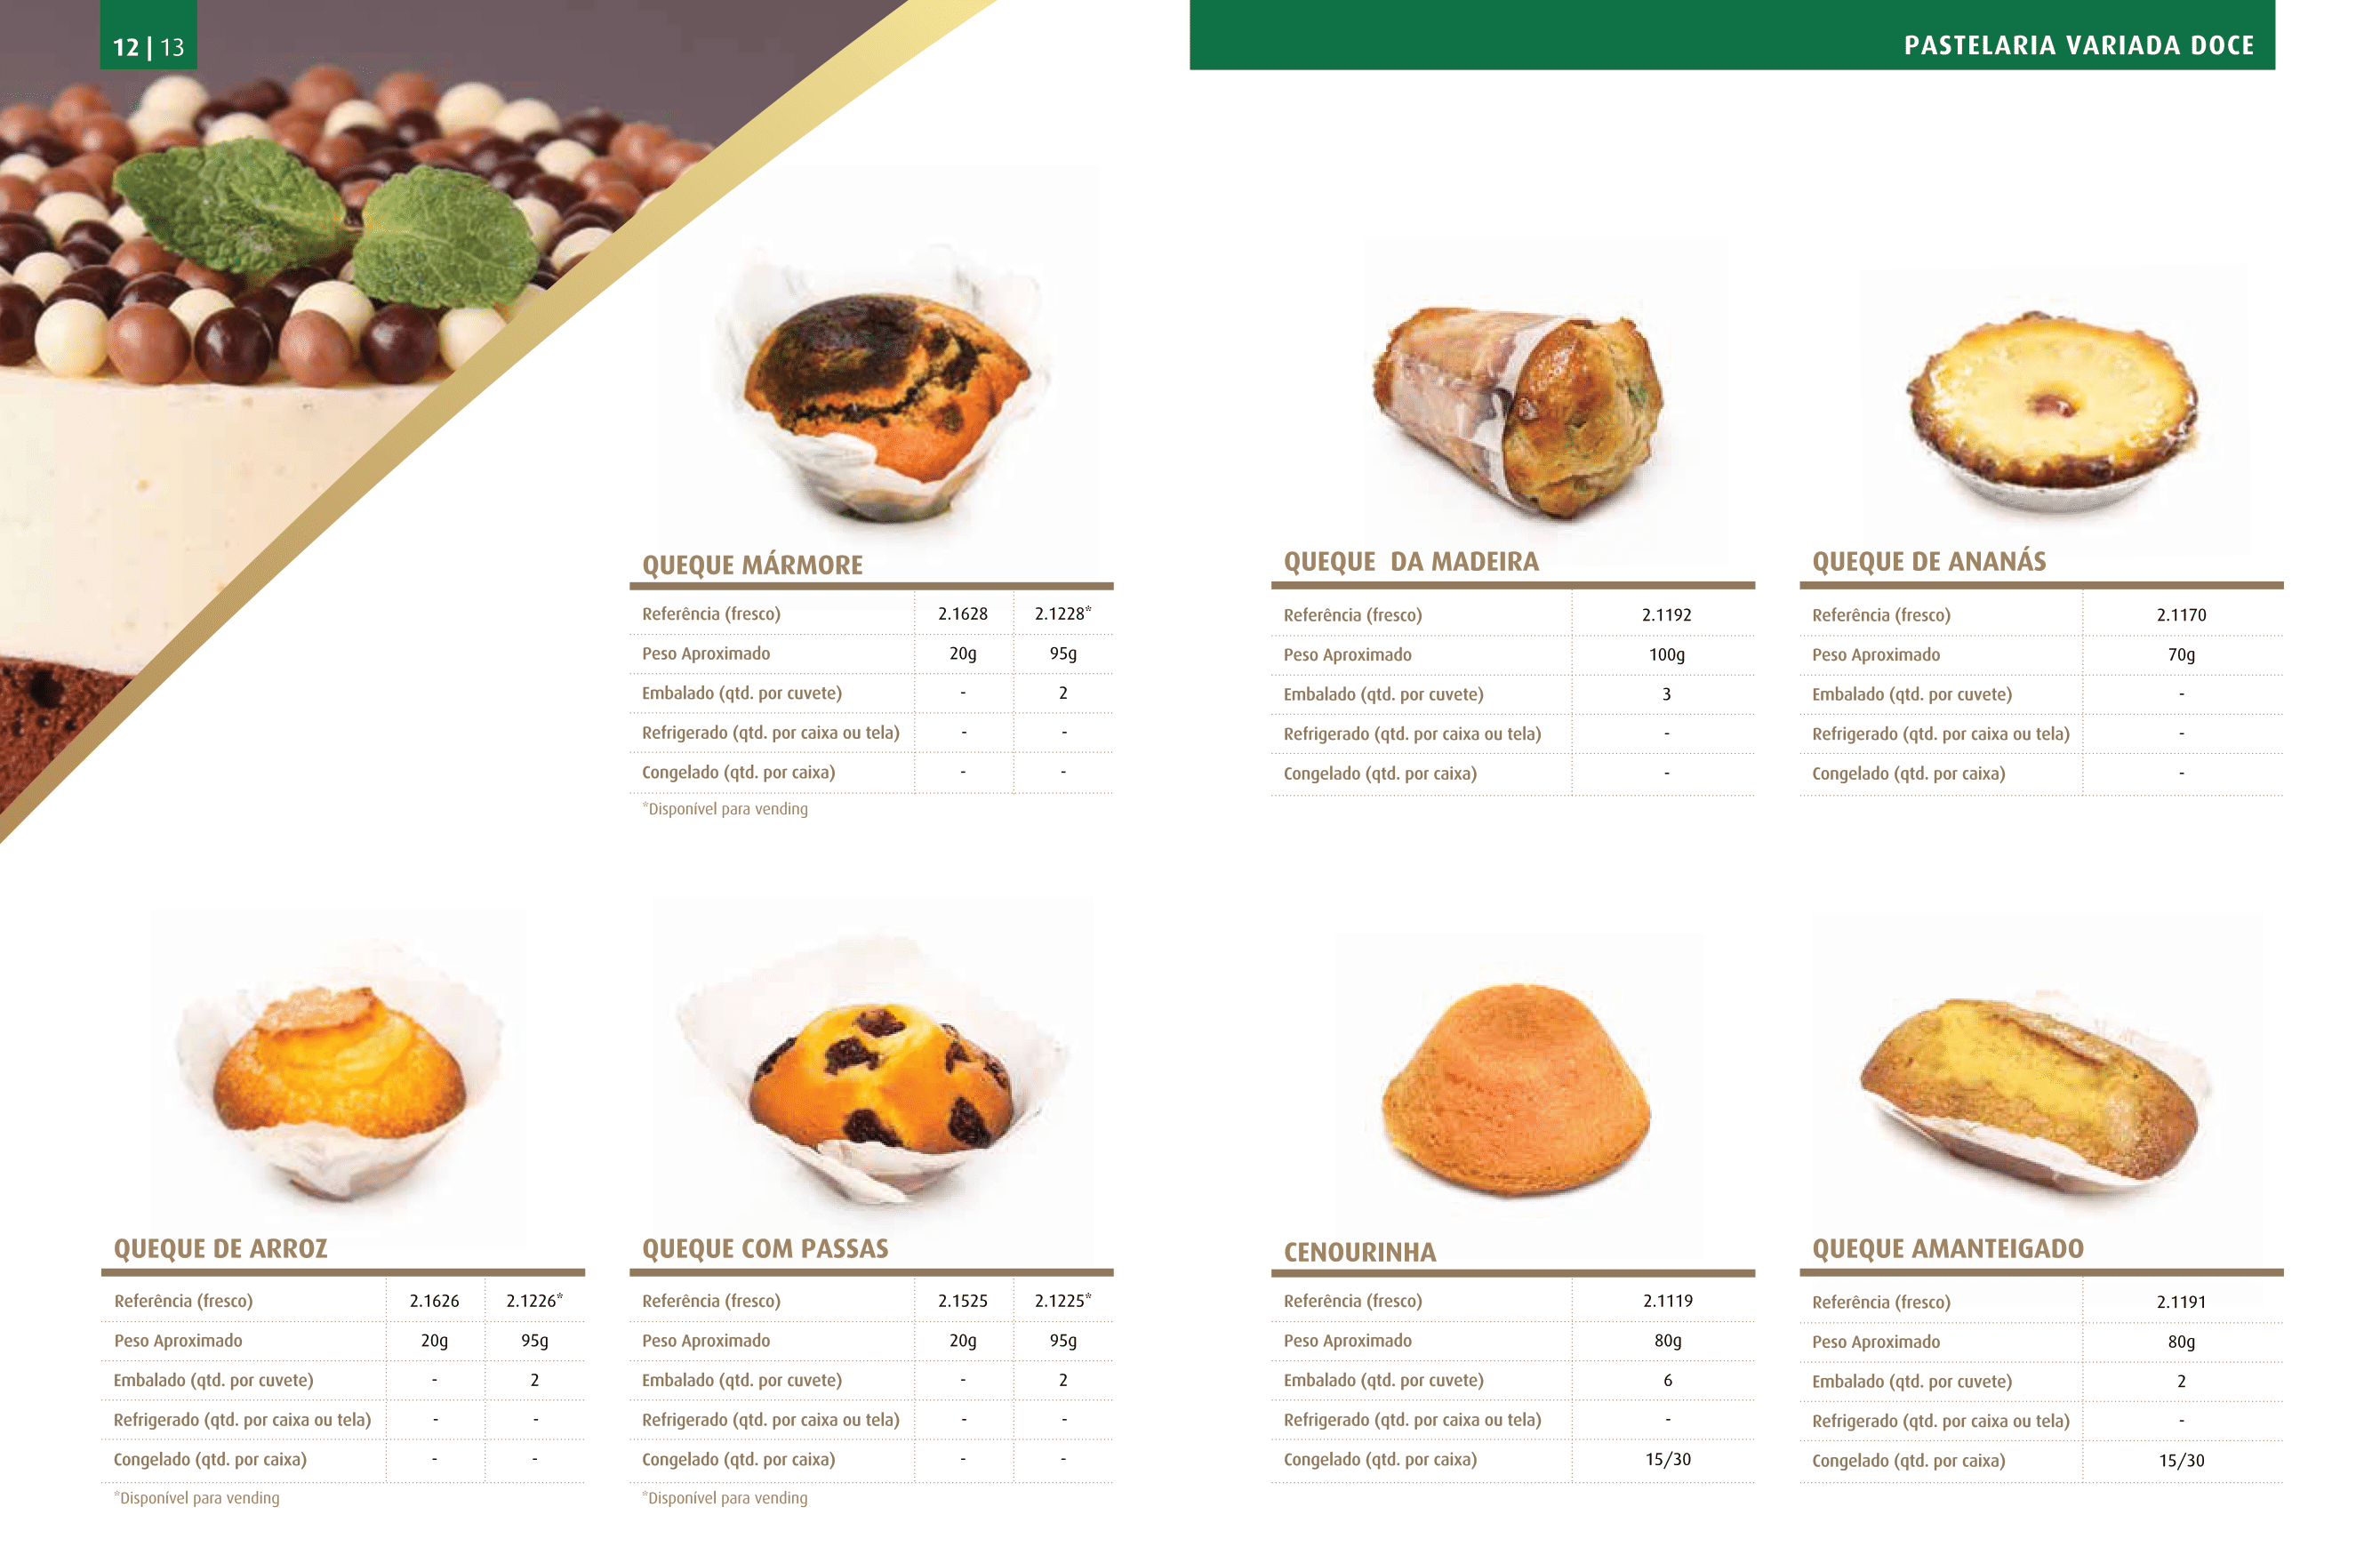 12 | 13
PASTELARIA VARIADA DOCE
QUEQUE MÁRMORE
Referência (fresco) 2.1628 2.1228*
Peso Aproximado 20g 95g
Embalado (qtd. por cuvete) - 2
Refrigerado (qtd. por caixa ou tela) - -
Congelado (qtd. por caixa) - -
*Disponível para vending
QUEQUE DA MADEIRA
Referência (fresco) 2.1192
Peso Aproximado 100g
Embalado (qtd. por cuvete) 3
Refrigerado (qtd. por caixa ou tela) -
Congelado (qtd. por caixa) -
QUEQUE DE ANANÁS
Referência (fresco) 2.1170
Peso Aproximado 70g
Embalado (qtd. por cuvete) -
Refrigerado (qtd. por caixa ou tela) -
Congelado (qtd. por caixa) -
QUEQUE DE ARROZ
Referência (fresco) 2.1626 2.1226*
Peso Aproximado 20g 95g
Embalado (qtd. por cuvete) - 2
Refrigerado (qtd. por caixa ou tela) - -
Congelado (qtd. por caixa) - -
*Disponível para vending
QUEQUE COM PASSAS
Referência (fresco) 2.1525 2.1225*
Peso Aproximado 20g 95g
Embalado (qtd. por cuvete) - 2
Refrigerado (qtd. por caixa ou tela) - -
Congelado (qtd. por caixa) - -
*Disponível para vending
CENOURINHA
Referência (fresco) 2.1119
Peso Aproximado 80g
Embalado (qtd. por cuvete) 6
Refrigerado (qtd. por caixa ou tela) -
Congelado (qtd. por caixa) 15/30
QUEQUE AMANTEIGADO
Referência (fresco) 2.1191
Peso Aproximado 80g
Embalado (qtd. por cuvete) 2
Refrigerado (qtd. por caixa ou tela) -
Congelado (qtd. por caixa) 15/30